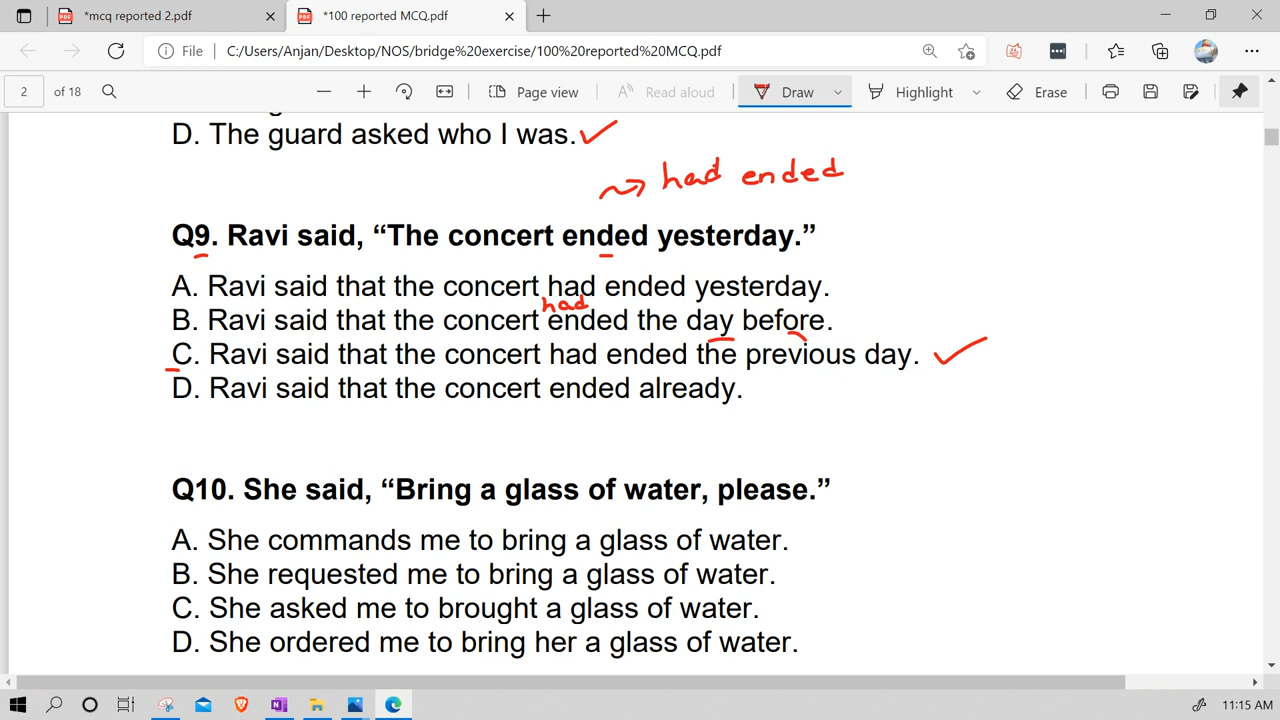 *mcq reported 2.pdf
*100 reported MCQ.pdf
File C:/Users/Anjan/Desktop/NOS/bridge%20exercise/100%20reported%20MCQ.pdf
2 of 18 Page view Read aloud Draw Highlight Erase
D. The guard asked who I was.
had ended
Q9. Ravi said, “The concert ended yesterday.”
A. Ravi said that the concert had ended yesterday.
had
B. Ravi said that the concert ended the day before.
C. Ravi said that the concert had ended the previous day.
D. Ravi said that the concert ended already.
Q10. She said, “Bring a glass of water, please.”
A. She commands me to bring a glass of water.
B. She requested me to bring a glass of water.
C. She asked me to brought a glass of water.
D. She ordered me to bring her a glass of water.
11:15 AM